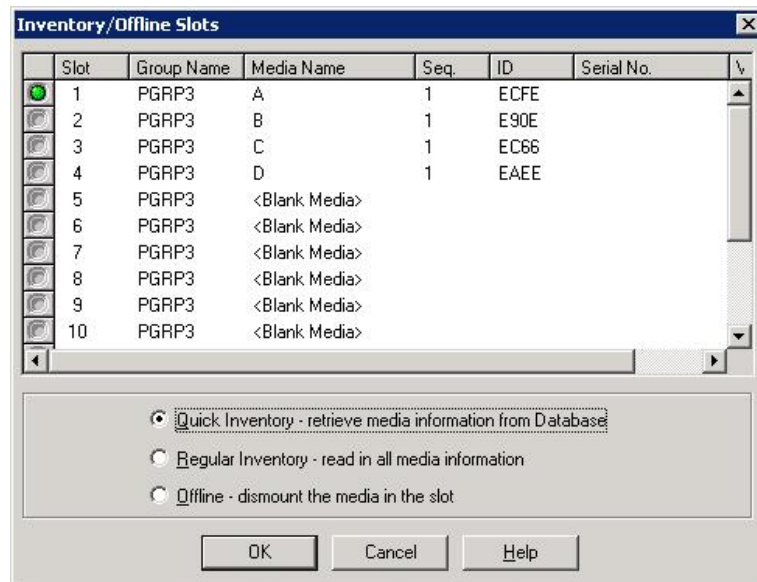 Inventory/Offline Slots
Slot Group Name Media Name Seq. ID Serial No.
1 PGRP3 A 1 ECFE
2 PGRP3 B 1 E90E
3 PGRP3 C 1 EC66
4 PGRP3 D 1 EAEE
5 PGRP3 <Blank Media>
6 PGRP3 <Blank Media>
7 PGRP3 <Blank Media>
8 PGRP3 <Blank Media>
9 PGRP3 <Blank Media>
10 PGRP3 <Blank Media>
Quick Inventory - retrieve media information from Database
Regular Inventory - read in all media information
Offline - dismount the media in the slot
OK Cancel Help